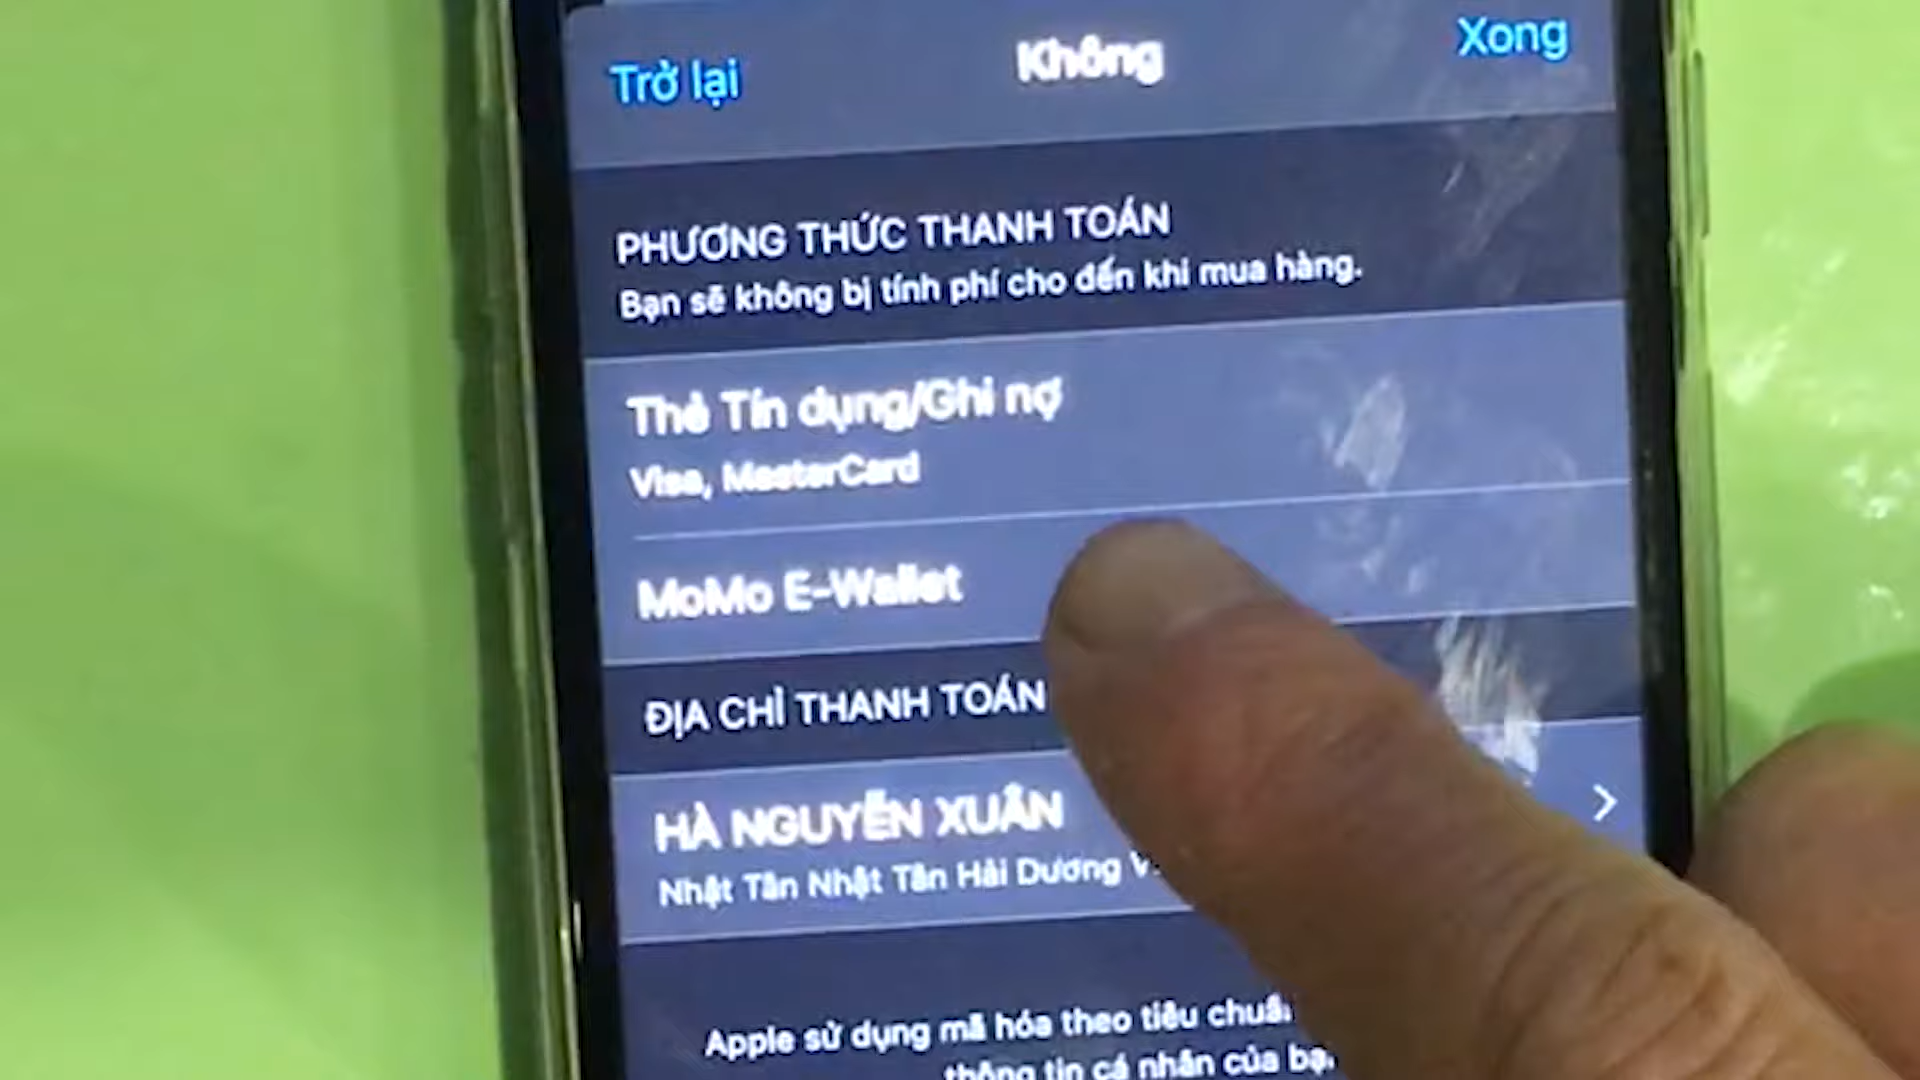 Trở lại
Không
Xong
PHƯƠNG THỨC THANH TOÁN
Bạn sẽ không bị tính phí cho đến khi mua hàng.
Thẻ Tín dụng/Ghi nợ
Visa, MasterCard
MoMo E-Wallet
ĐỊA CHỈ THANH TOÁN
HÀ NGUYỄN XUÂN
Nhật Tân Nhật Tân Hải Dương
Apple sử dụng mã hóa theo tiêu chuẩ
thông tin cá nhân của bạ